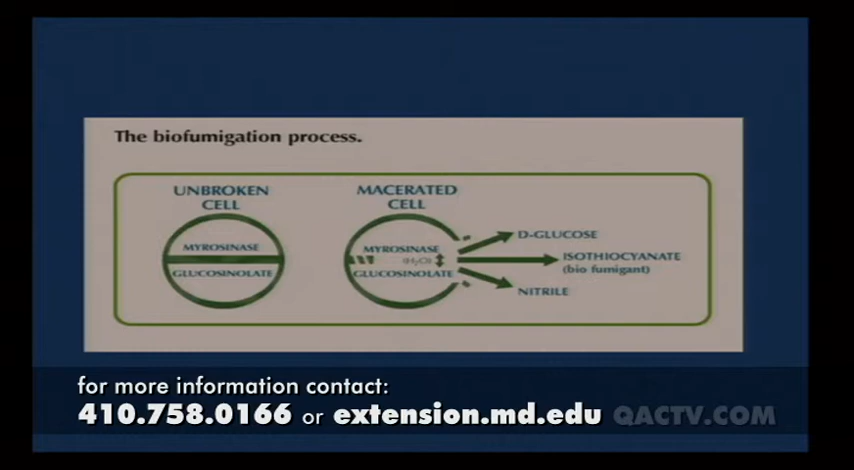 The biofumigation process.
UNBROKEN
CELL
MYROSINASE
GLUCOSINOLATE
MACERATED
CELL
MYROSINASE
(H₂O)
GLUCOSINOLATE
D-GLUCOSE
ISOTHIOCYANATE
(bio fumigant)
NITRILE
for more information contact:
410.758.0166 or extension.md.edu QACTV.COM